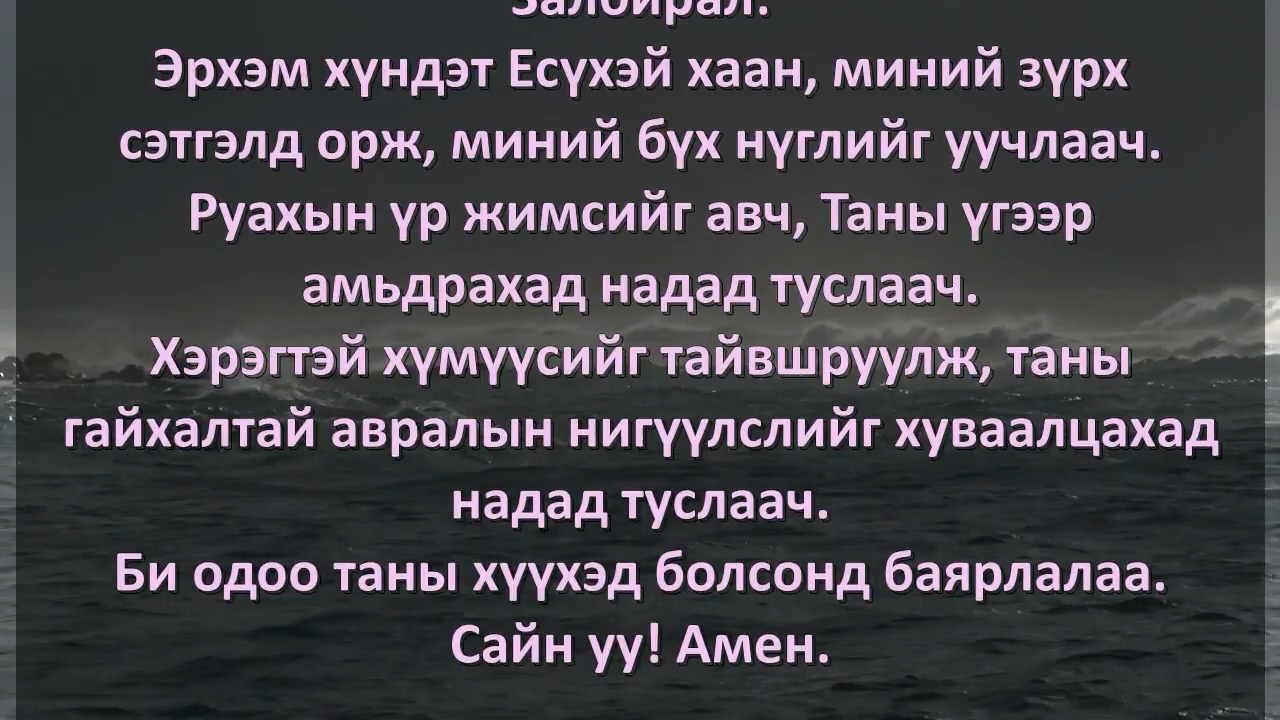 Залбирал.
Эрхэм хүндэт Есүхэй хаан, миний зүрх
сэтгэлд орж, миний бүх нүглийг уучлаач.
Руахын үр жимсийг авч, Таны үгээр
амьдрахад надад туслаач.
Хэрэгтэй хүмүүсийг тайвшруулж, таны
гайхалтай авралын нигүүлслийг хуваалцахад
надад туслаач.
Би одоо таны хүүхэд болсонд баярлалаа.
Сайн уу! Амен.